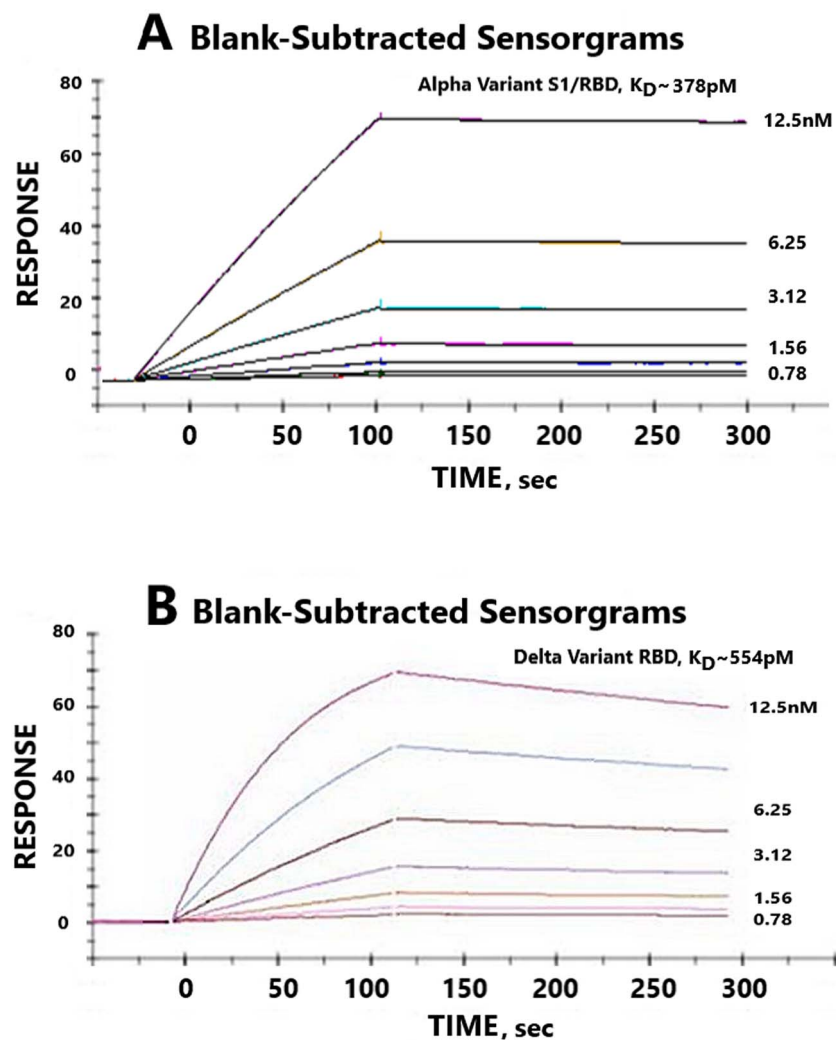 A Blank-Subtracted Sensorgrams
Alpha Variant S1/RBD, KD~ 378pM
80
60
40
20
0
RESPONSE
12.5nM
6.25
3.12
1.56
0.78
0 50 100 150 200 250 300
TIME, sec
B Blank-Subtracted Sensorgrams
Delta Variant RBD, KD~554pM
80
60
40
20
0
RESPONSE
12.5nM
6.25
3.12
1.56
0.78
0 50 100 150 200 250 300
TIME, sec